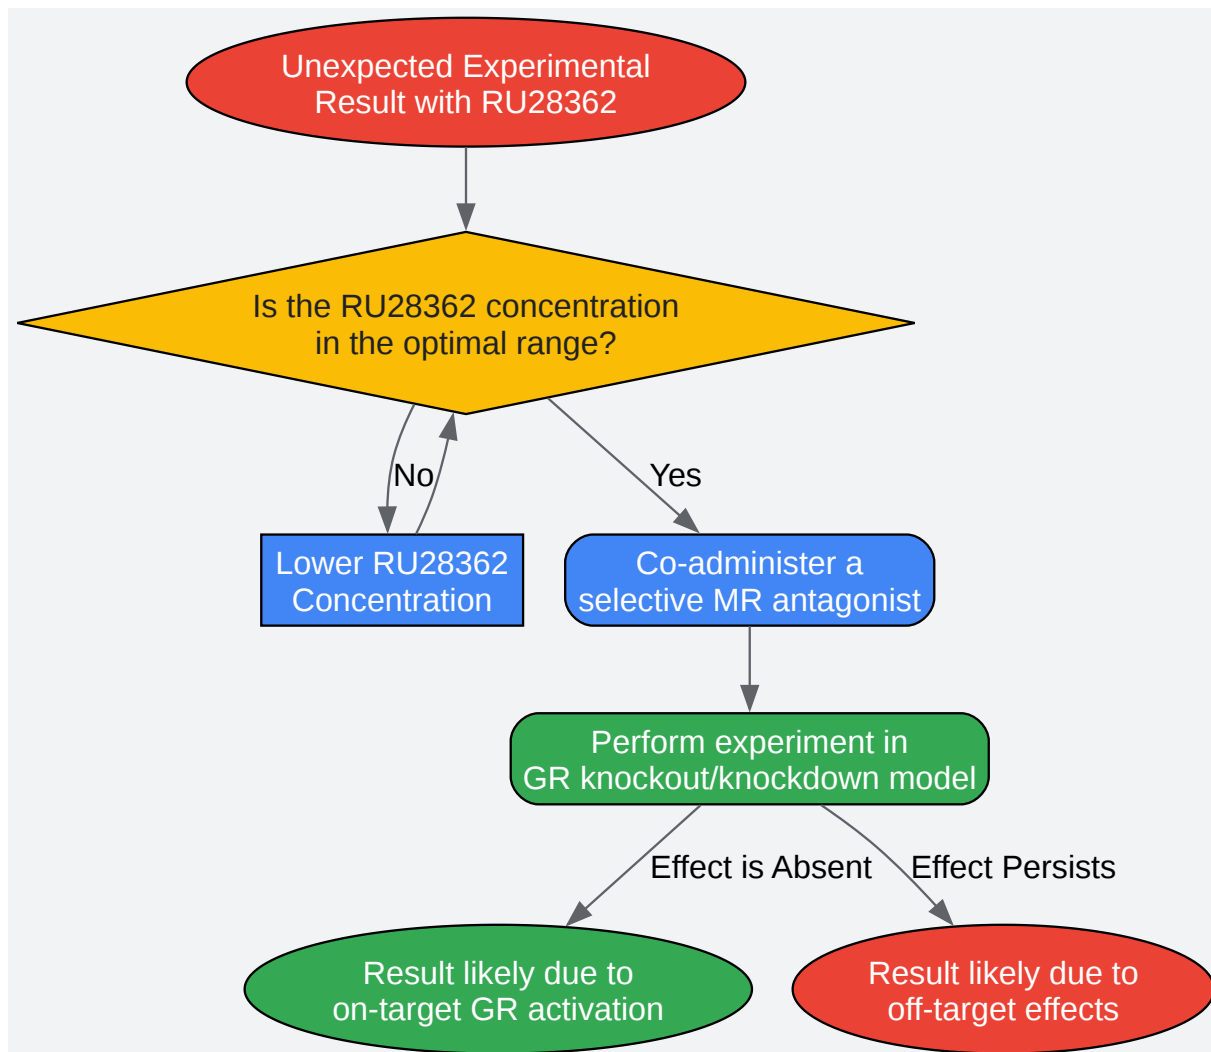 Unexpected Experimental
Result with RU28362
Is the RU28362 concentration
in the optimal range?
No
Yes
Lower RU28362
Concentration
Co-administer a
selective MR antagonist
Perform experiment in
GR knockout/knockdown model
Effect is Absent
Effect Persists
Result likely due to
on-target GR activation
Result likely due to
off-target effects